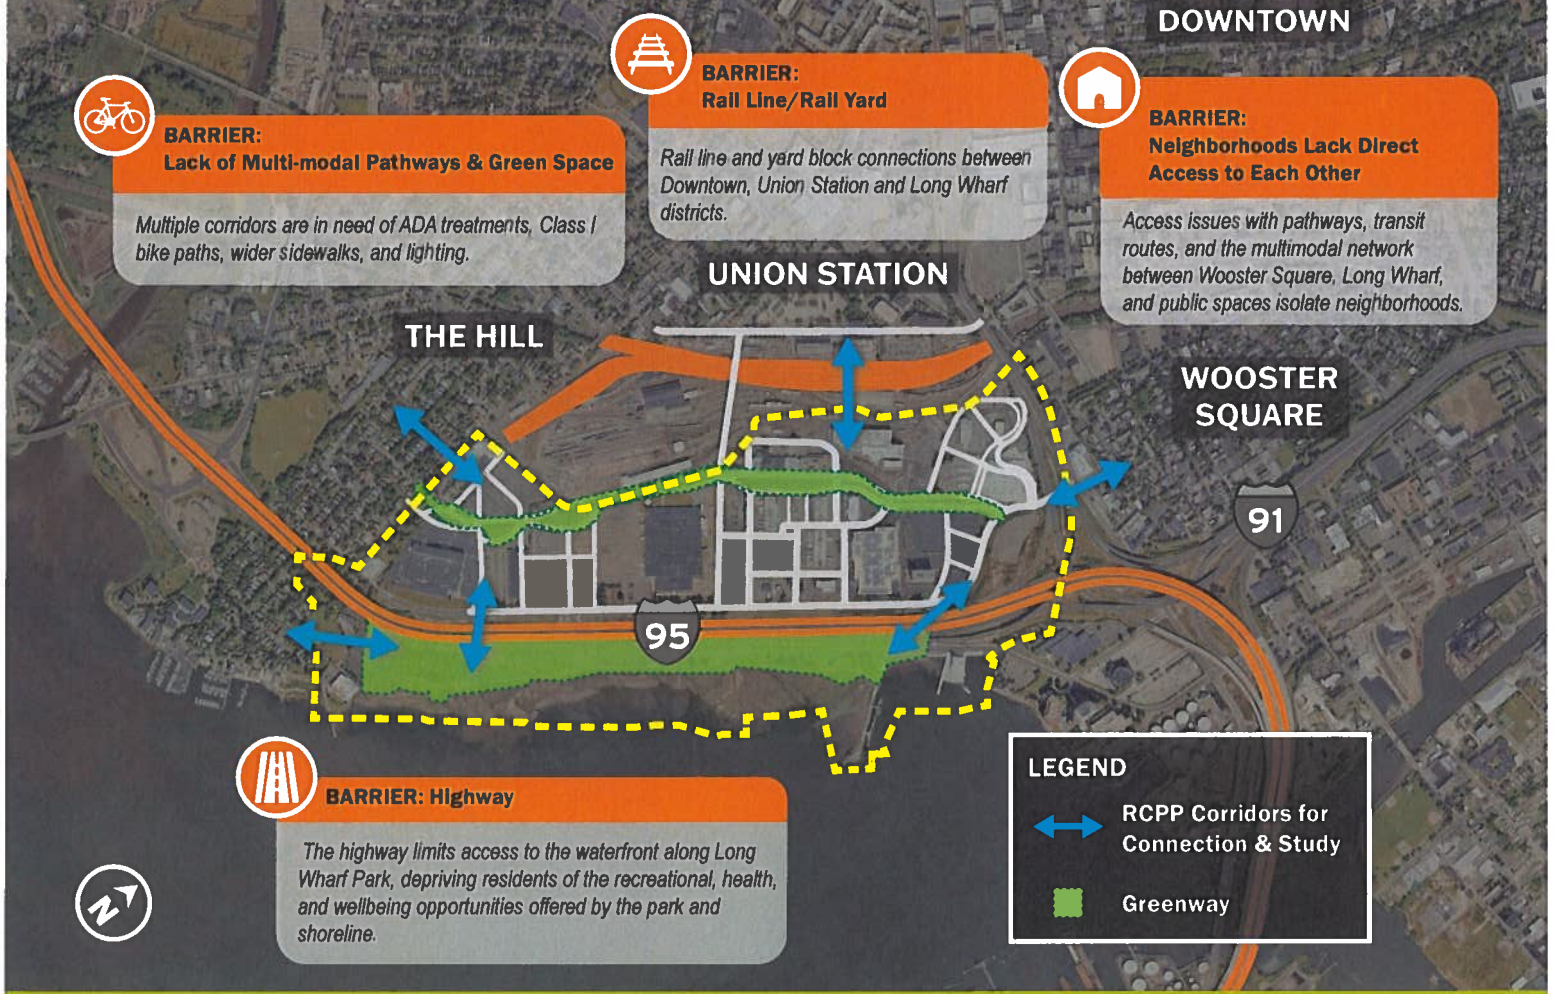 DOWNTOWN
BARRIER:
Rail Line/Rail Yard
Rail line and yard block connections between
Downtown, Union Station and Long Wharf
districts.
BARRIER:
Lack of Multi-modal Pathways & Green Space
Multiple corridors are in need of ADA treatments, Class I
bike paths, wider sidewalks, and lighting.
BARRIER:
Neighborhoods Lack Direct
Access to Each Other
Access issues with pathways, transit
routes, and the multimodal network
between Wooster Square, Long Wharf,
and public spaces isolate neighborhoods.
UNION STATION
THE HILL
WOOSTER
SQUARE
91
95
BARRIER: Highway
The highway limits access to the waterfront along Long
Wharf Park, depriving residents of the recreational, health,
and wellbeing opportunities offered by the park and
shoreline.
N
LEGEND
RCPP Corridors for
Connection & Study
Greenway